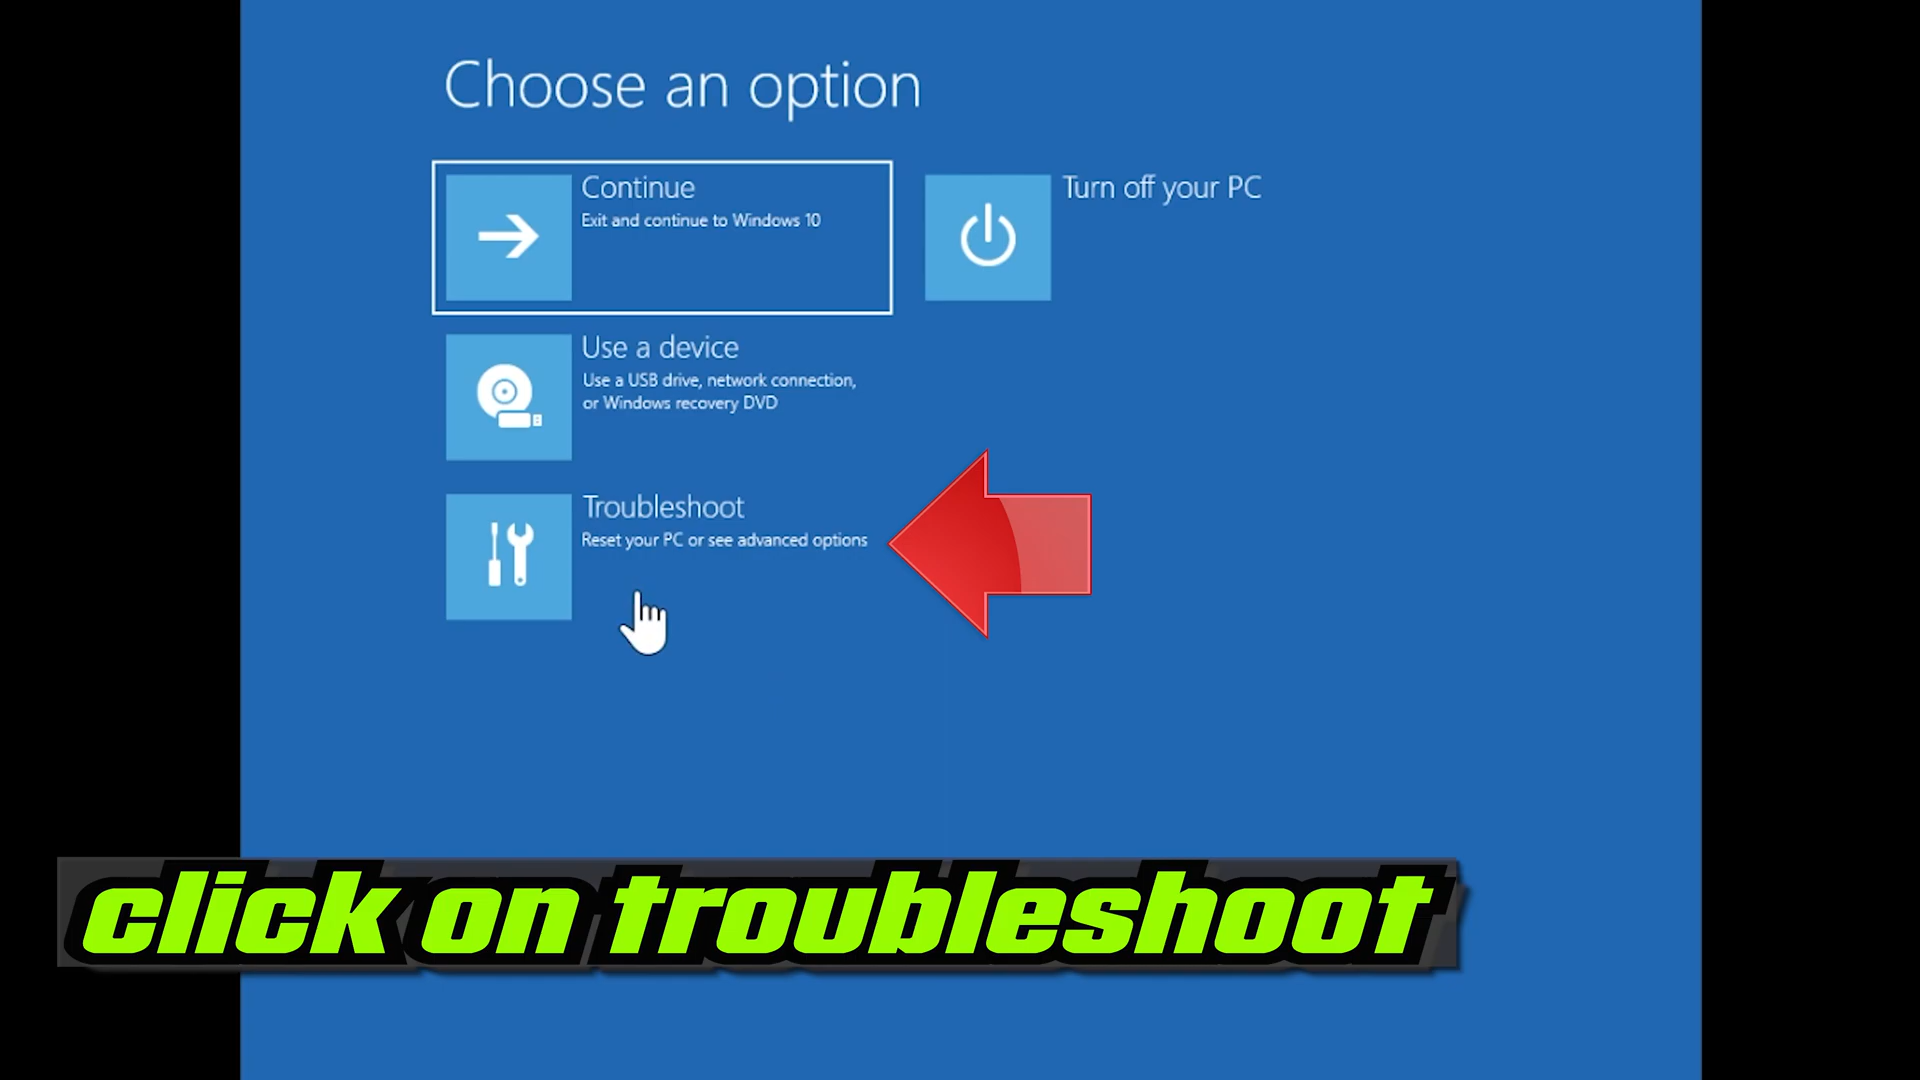 Choose an option
Continue
Exit and continue to Windows 10
Turn off your PC
Use a device
Use a USB drive, network connection,
or Windows recovery DVD
Troubleshoot
Reset your PC or see advanced options
click on troubleshoot